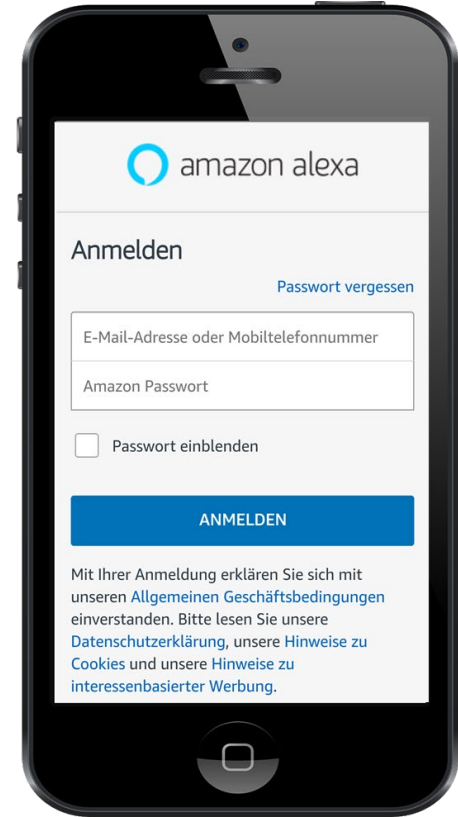 amazon alexa
Anmelden
Passwort vergessen
E-Mail-Adresse oder Mobiltelefonnummer
Amazon Passwort
Passwort einblenden
ANMELDEN
Mit Ihrer Anmeldung erklären Sie sich mit
unseren Allgemeinen Geschäftsbedingungen
einverstanden. Bitte lesen Sie unsere
Datenschutzerklärung, unsere Hinweise zu
Cookies und unsere Hinweise zu
interessenbasierter Werbung.